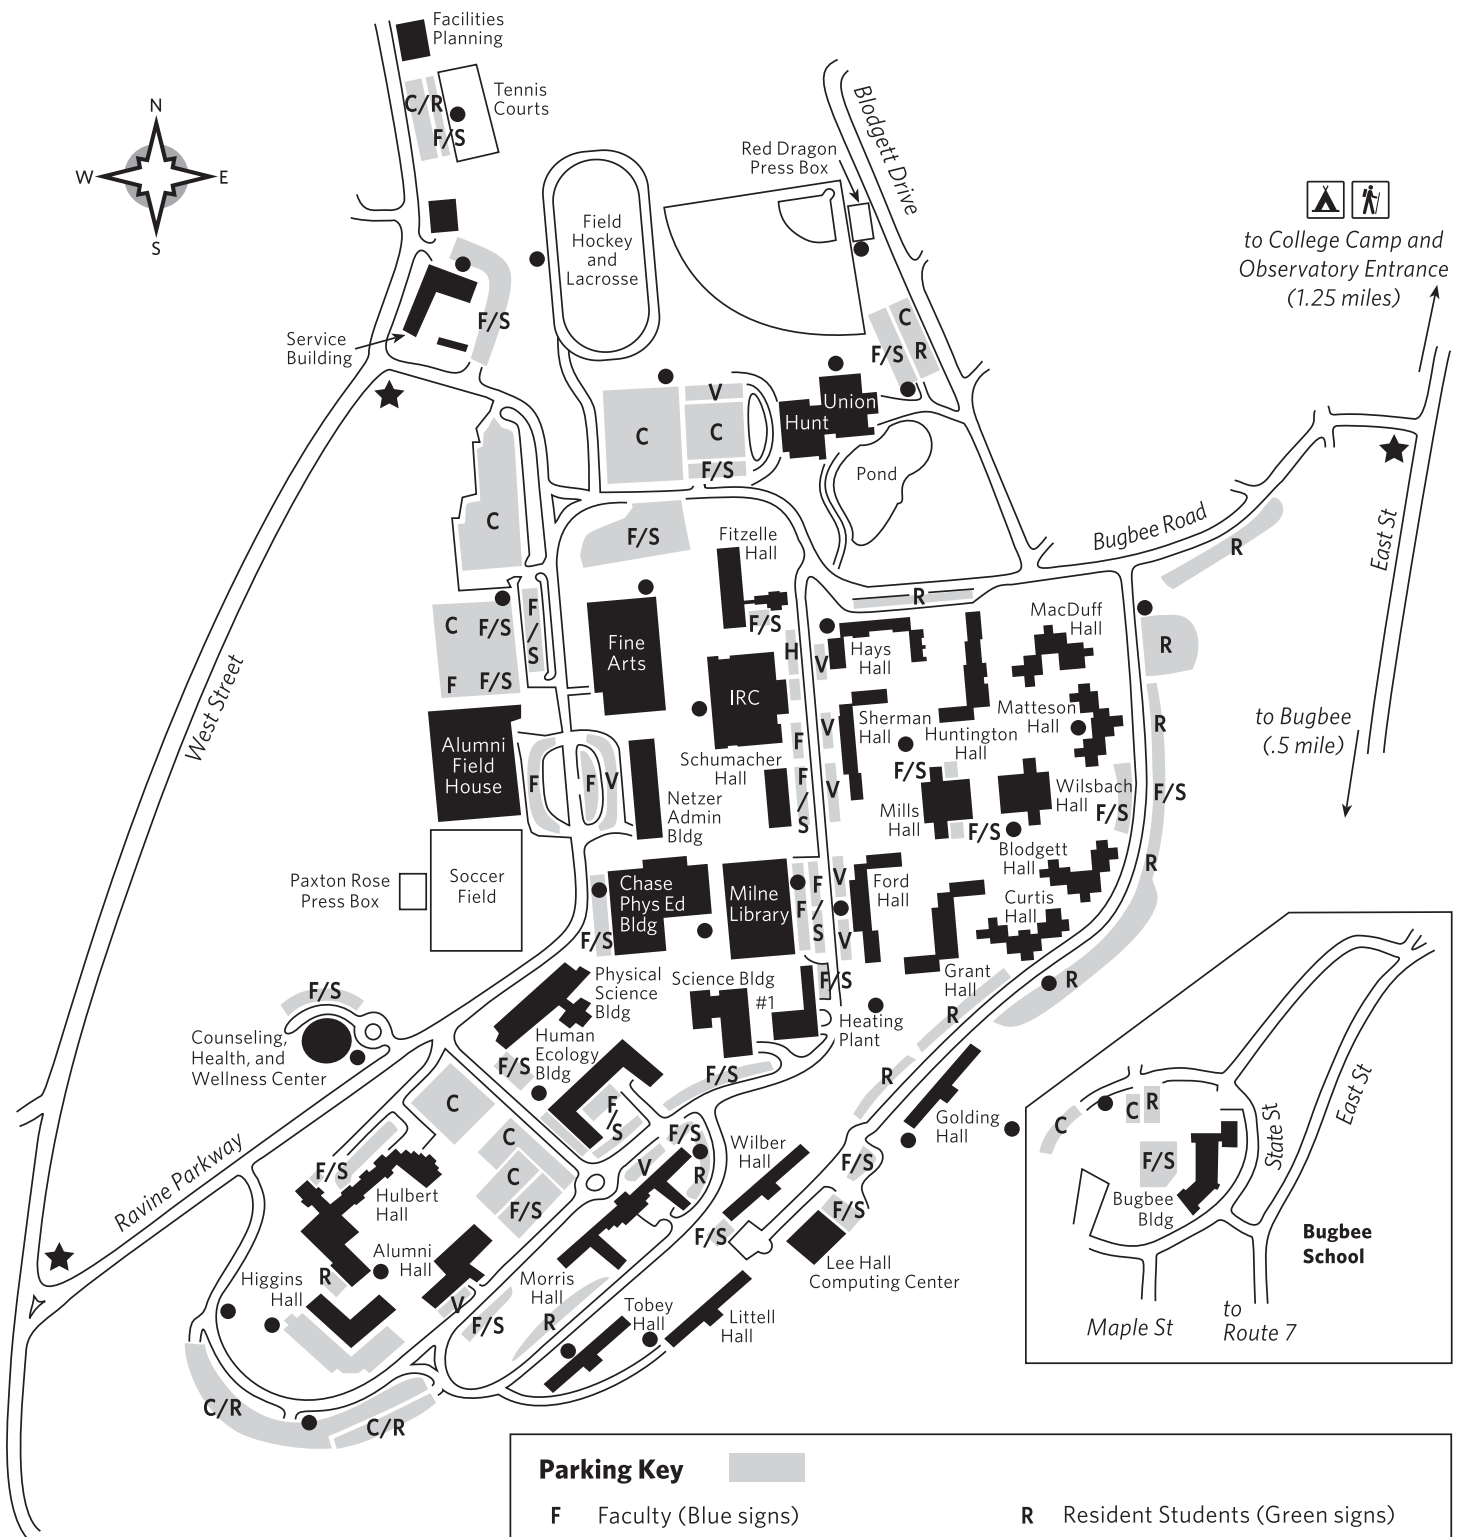 Facilities
Planning
C/R
F/S
Tennis
Courts
N
W
E
S
Blodgett Drive
Red Dragon
Press Box
Field
Hockey
and
Lacrosse
to College Camp and
Observatory Entrance
(1.25 miles)
Service
Building
F/S
C
F/S
R
V
C
C
F/S
Union
Hunt
Pond
C
F/S
Fitzelle
Hall
F/S
Bugbee Road
R
East St
R
MacDuff
Hall
R
C
F/S
F
/
S
F
F/S
Fine
Arts
H
V
Hays
Hall
IRC
West Street
Alumni
Field
House
Sherman
Hall
Huntington
Hall
Matteson
Hall
R
to Bugbee
(.5 mile)
V
F
Schumacher
Hall
F/S
F
F
V
Netzer
Admin
Bldg
F
/
S
V
Mills
Hall
F/S
Wilsbach
Hall
F/S
F/S
Blodgett
Hall
R
Paxton Rose
Press Box
Soccer
Field
Chase
Phys Ed
Bldg
Milne
Library
F
F
/
S
V
V
Ford
Hall
Curtis
Hall
F/S
F/S
Physical
Science
Bldg
Science Bldg
#1
F/S
Grant
Hall
R
R
Heating
Plant
Counseling,
Health, and
Wellness Center
Human
Ecology
Bldg
F/S
F/S
R
C
F
/
S
Golding
Hall
C
F/S
Wilber
Hall
F/S
V
R
C
F/S
F/S
F/S
F/S
Ravine Parkway
Hulbert
Hall
Alumni
Hall
Lee Hall
Computing Center
Higgins
Hall
R
Morris
Hall
V
F/S
R
Tobey
Hall
Littell
Hall
C/R
C/R
C
C
R
F/S
Bugbee
Bldg
State St
East St
Bugbee
School
Maple St
to
Route 7
Parking Key
F Faculty (Blue signs)
R Resident Students (Green signs)